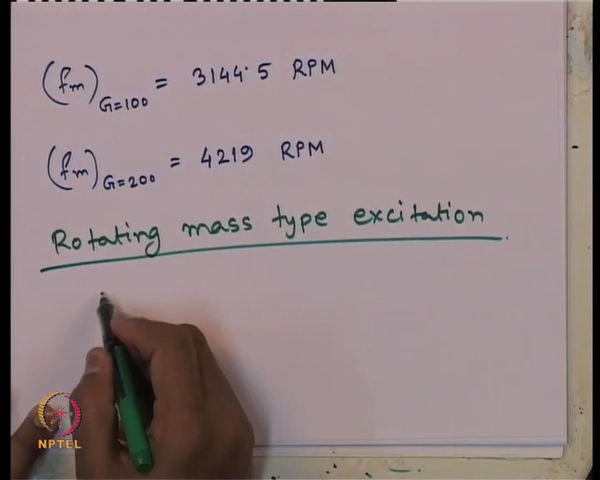 (fm)G=100 = 3144.5 RPM
(fm)G=200 = 4219 RPM
Rotating mass type excitation
NPTEL